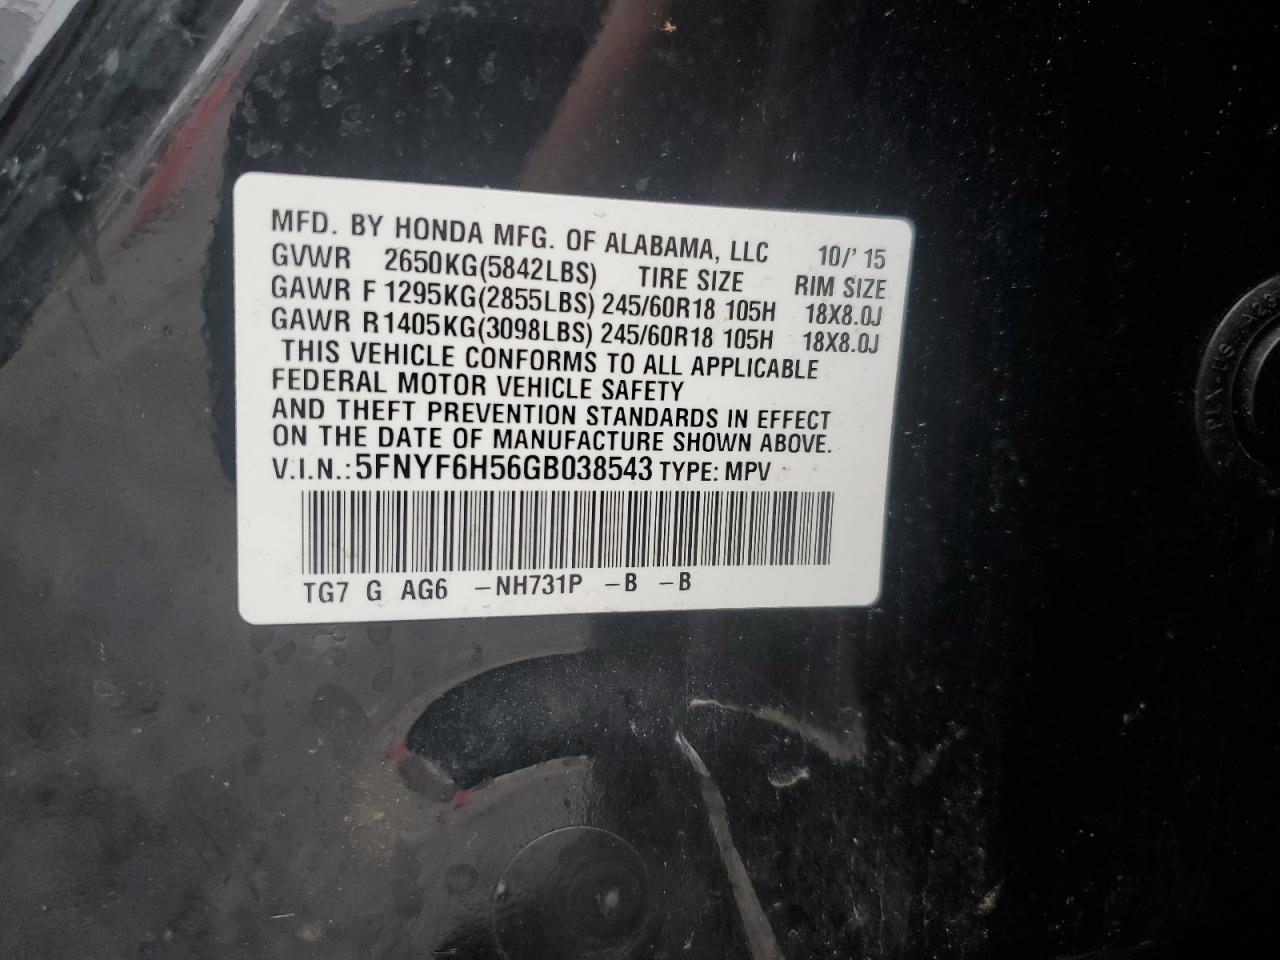 MFD. BY HONDA MFG. OF ALABAMA, LLC 10/' 15
GVWR 2650KG(5842LBS) TIRE SIZE RIM SIZE
GAWR F 1295KG(2855LBS) 245/60R18 105H 18X8.0J
GAWR R1405KG(3098LBS) 245/60R18 105H 18X8.0J
THIS VEHICLE CONFORMS TO ALL APPLICABLE
FEDERAL MOTOR VEHICLE SAFETY
AND THEFT PREVENTION STANDARDS IN EFFECT
ON THE DATE OF MANUFACTURE SHOWN ABOVE.
V.I.N.: 5FNYF6H56GB038543 TYPE: MPV
TG7 G AG6 –NH731P –B –B